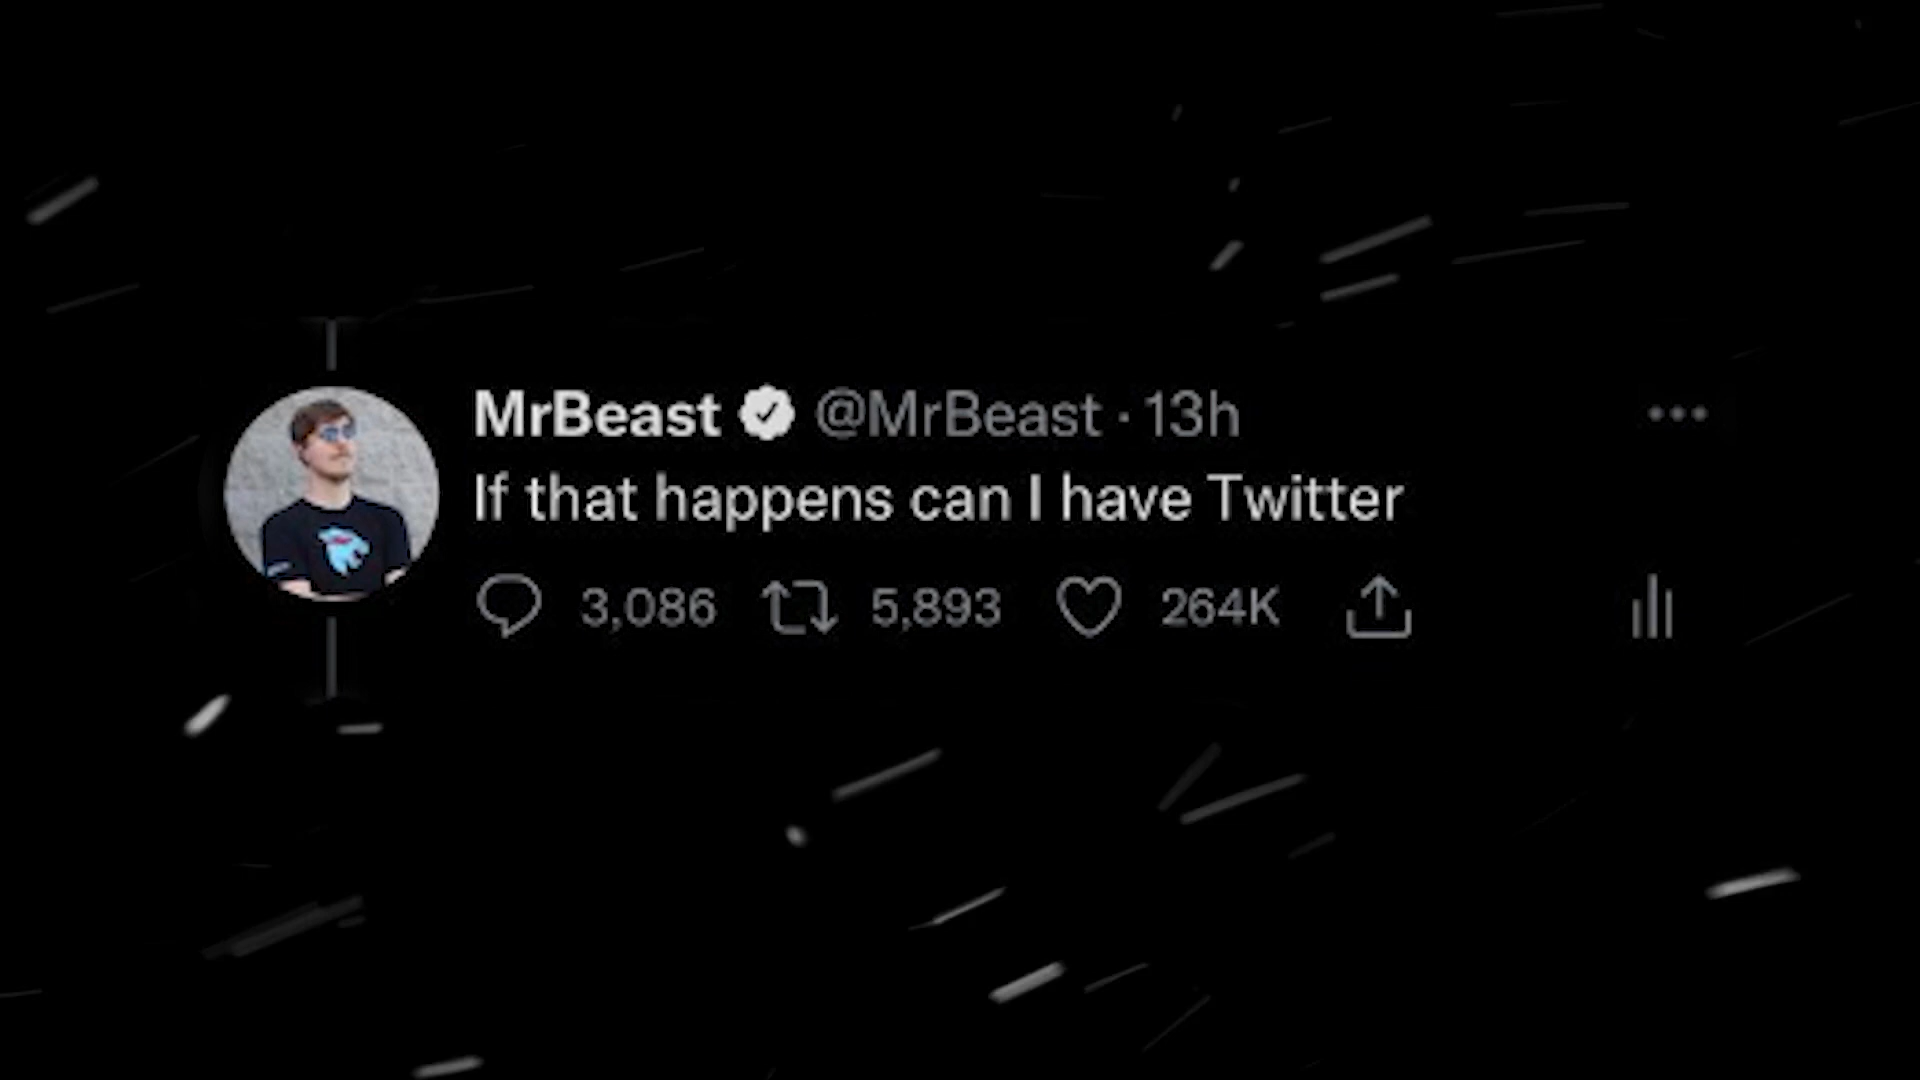 MrBeast @MrBeast · 13h
If that happens can I have Twitter
3,086 5,893 264K